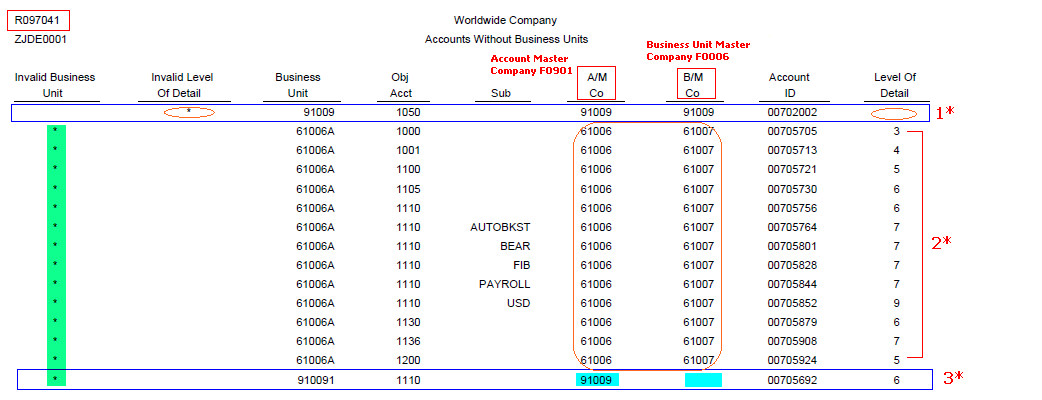 R097041 Worldwide Company
ZJDE0001 Accounts Without Business Units
Account Master Company F0901
Business Unit Master Company F0006
Invalid Business Unit Invalid Level Of Detail Business Unit Obj Acct Sub A/M Co B/M Co Account ID Level Of Detail
* 91009 1050 91009 91009 00702002 1*
* 61006A 1000 61006 61007 00705705 3
* 61006A 1001 61006 61007 00705713 4
* 61006A 1100 61006 61007 00705721 5
* 61006A 1105 61006 61007 00705730 6
* 61006A 1110 61006 61007 00705756 6
* 61006A 1110 AUTOBKST 61006 61007 00705764 7
* 61006A 1110 BEAR 61006 61007 00705801 7 2*
* 61006A 1110 FIB 61006 61007 00705828 7
* 61006A 1110 PAYROLL 61006 61007 00705844 7
* 61006A 1110 USD 61006 61007 00705852 9
* 61006A 1130 61006 61007 00705879 6
* 61006A 1136 61006 61007 00705908 7
* 61006A 1200 61006 61007 00705924 5
* 910091 1110 91009 00705692 6 3*